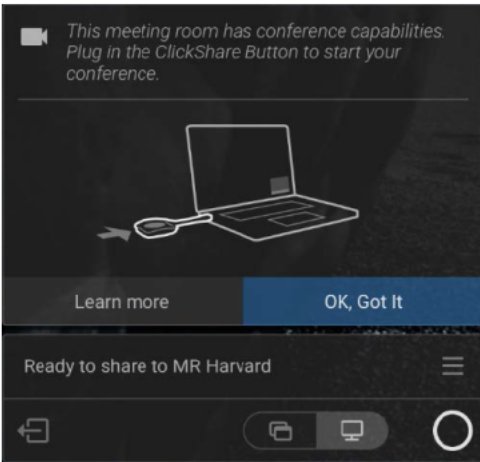 This meeting room has conference capabilities.
Plug in the ClickShare Button to start your
conference.
Learn more
OK, Got It
Ready to share to MR Harvard